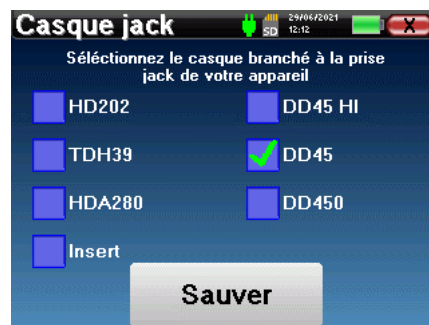 Casque jack
SD
29/06/2021
12:12
X
Séléctionnez le casque branché à la prise
jack de votre appareil
HD202
DD45 HI
TDH39
DD45
HDA280
DD450
Insert
Sauver